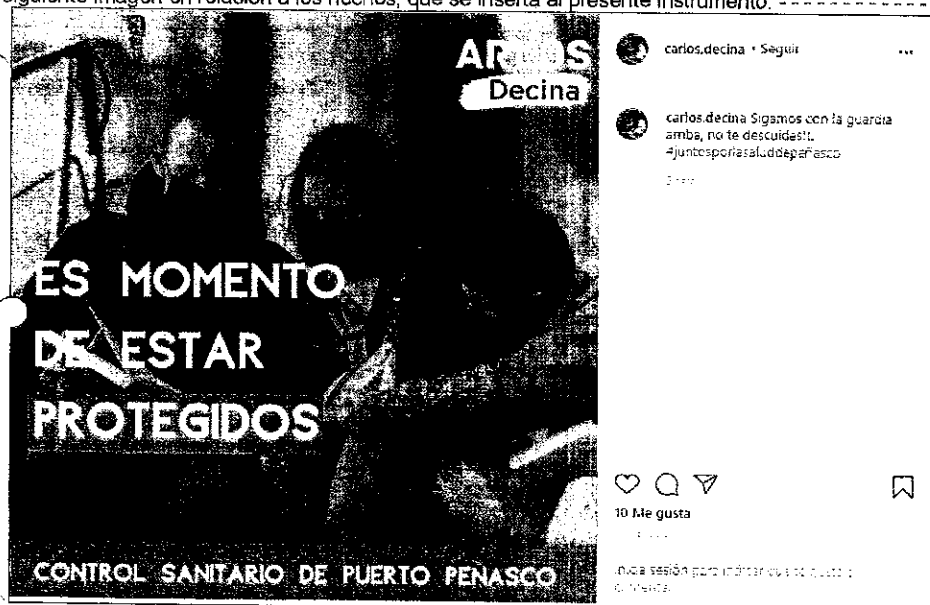 siguiente imagen en relación a los hechos, que se inserta al presente instrumento. - - - - - - - - - - - -
Decina
ES MOMENTO
DE ESTAR
PROTEGIDOS
CONTROL SANITARIO DE PUERTO PEÑASCO
carlos.decina • Seguir
carlos.decina Sigamos con la guardia
arriba, no te descuides!!.
#juntosporlasaluddepeñasco
10 Me gusta